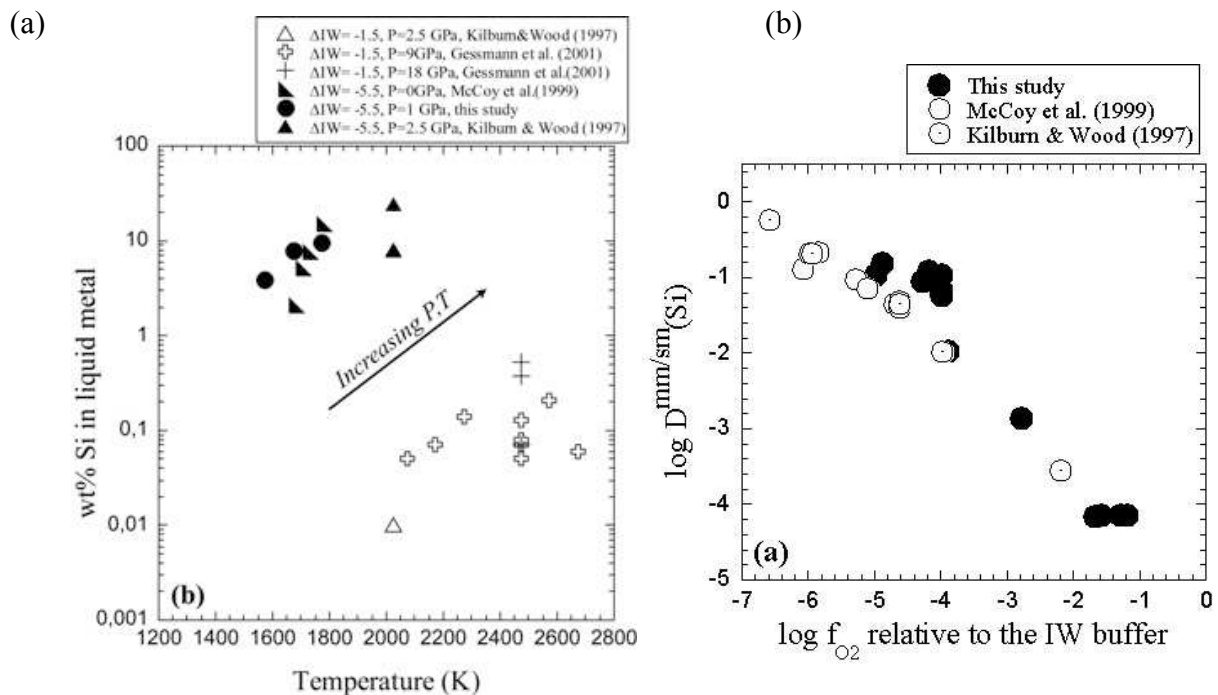 (a)
ΔIW= -1.5, P=2.5 GPa, Kilburn&Wood (1997)
ΔIW= -1.5, P=9GPa, Gessmann et al. (2001)
ΔIW= -1.5, P=18 GPa, Gessmann et al.(2001)
ΔIW= -5.5, P=0GPa, McCoy et al.(1999)
ΔIW= -5.5, P=1 GPa, this study
ΔIW= -5.5, P=2.5 GPa, Kilburn & Wood (1997)
100
10
1
0,1
0,01
0,001
wt% Si in liquid metal
Increasing P,T
(b)
1200 1400 1600 1800 2000 2200 2400 2600 2800
Temperature (K)
(b)
This study
McCoy et al. (1999)
Kilburn & Wood (1997)
0
-1
-2
-3
-4
-5
log D^mm/sm(Si)
(a)
-7 -6 -5 -4 -3 -2 -1 0
log f_O2 relative to the IW buffer